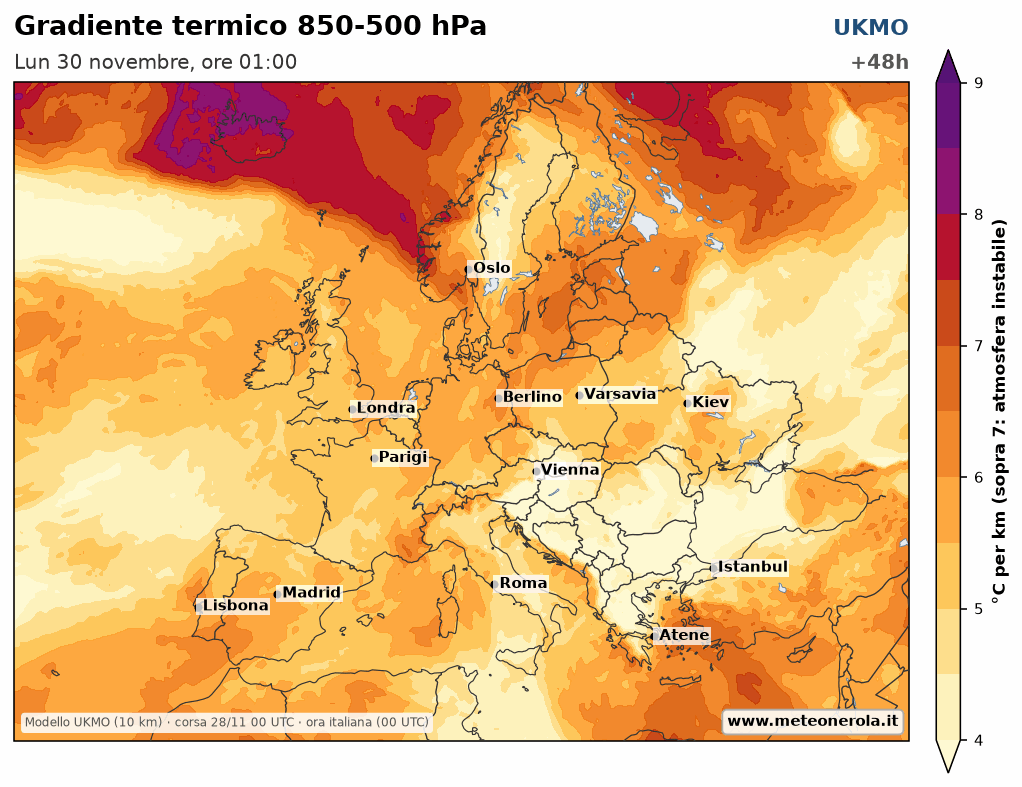 Gradiente termico 850-500 hPa
UKMO
Lun 30 novembre, ore 01:00
+48h
Oslo
Berlino
Varsavia
Londra
Kiev
Parigi
Vienna
Istanbul
Roma
Madrid
Lisbona
Atene
Modello UKMO (10 km) · corsa 28/11 00 UTC · ora italiana (00 UTC)
www.meteonerola.it
9
8
7
6
5
4
°C per km (sopra 7: atmosfera instabile)